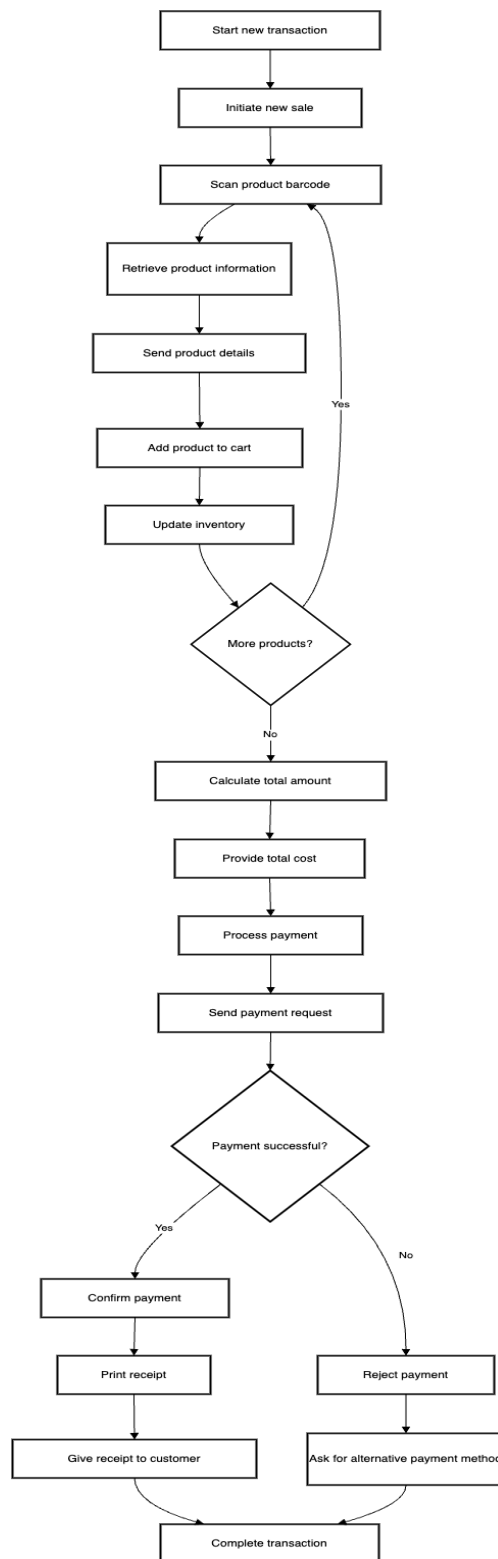 Start new transaction
Initiate new sale
Scan product barcode
Retrieve product information
Send product details
Yes
Add product to cart
Update inventory
More products?
No
Calculate total amount
Provide total cost
Process payment
Send payment request
Payment successful?
Yes
No
Confirm payment
Print receipt
Reject payment
Give receipt to customer
Ask for alternative payment method
Complete transaction